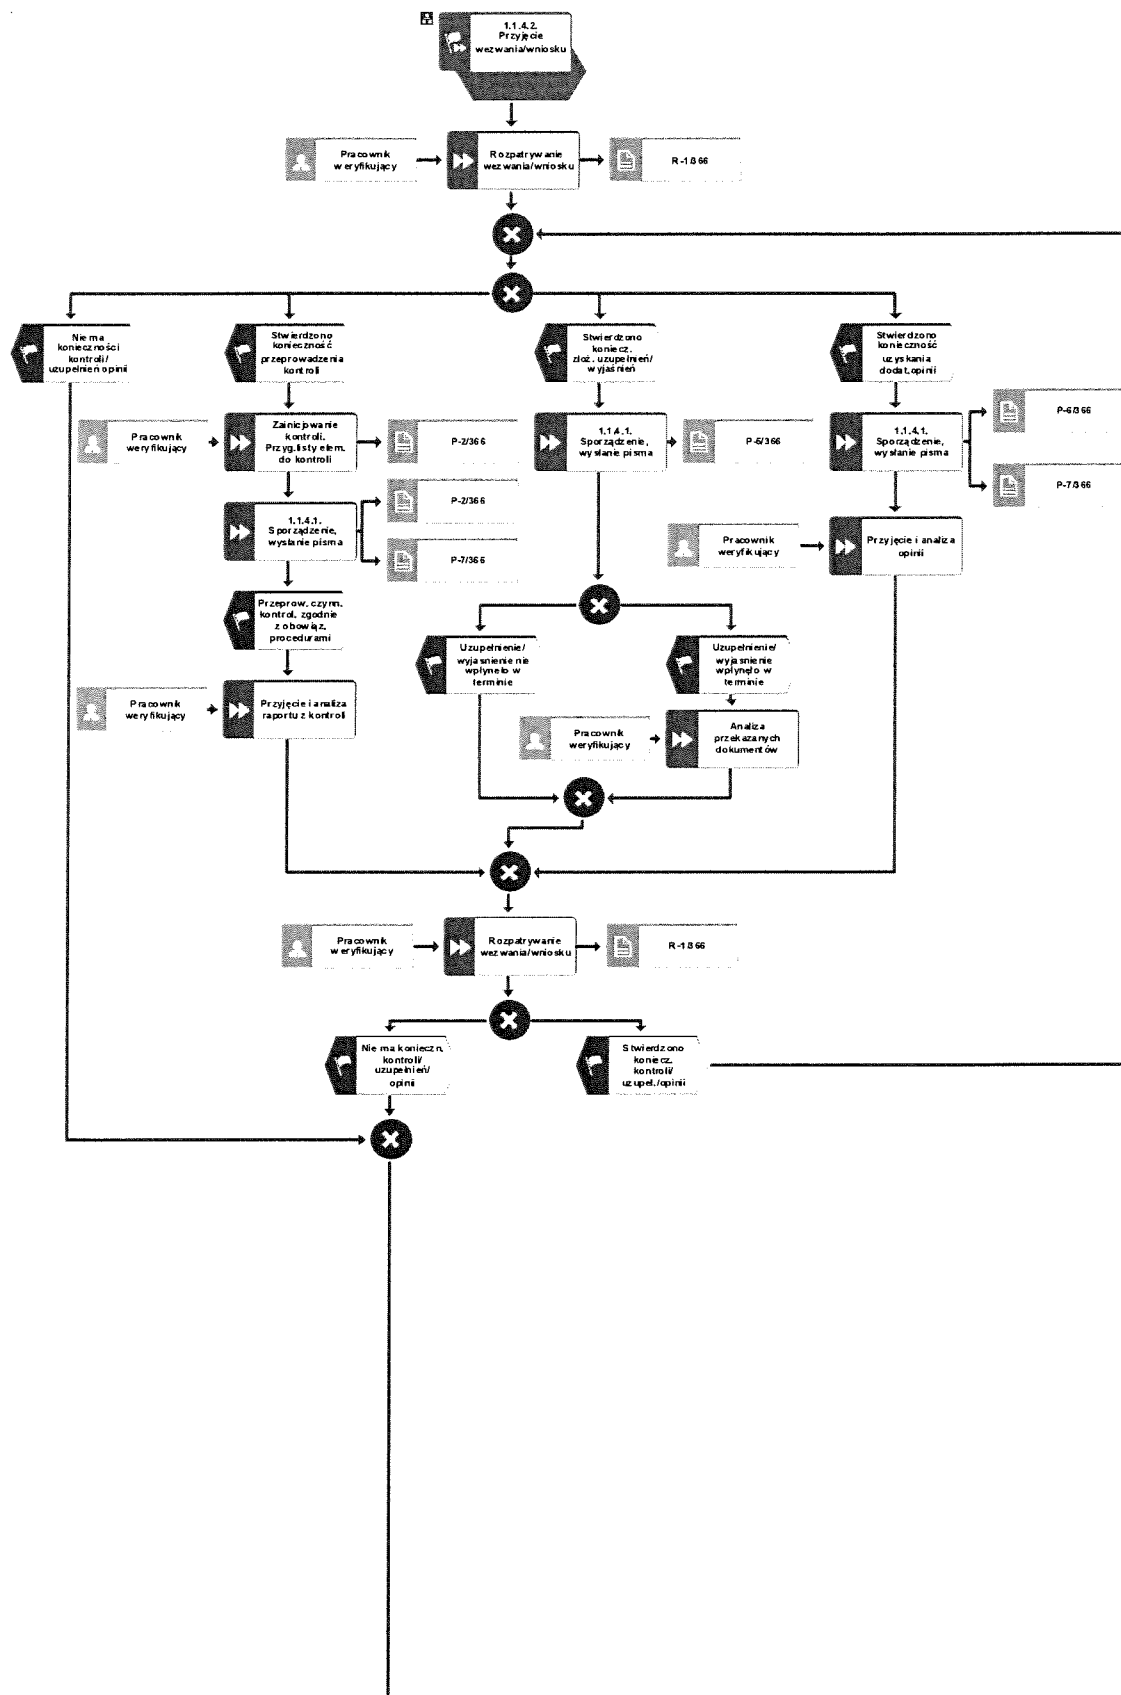 1.1.4.2.
Przyjęcie
wezwania/wniosku
Pracownik
weryfikujący
Rozpatrywanie
wezwania/wniosku
R-1/366
Nie ma
konieczności
kontroli/
uzupełnień opinii
Stwierdzono
konieczność
przeprowadzenia
kontroli
Stwierdzono
koniecz.
złoż. uzupełnień/
wyjaśnień
Stwierdzono
konieczność
uzyskania
dodat.opinii
Pracownik
weryfikujący
Zainicjowanie
kontroli.
Przyg.listy elem.
do kontroli
P-2/366
1.1.4.1.
Sporządzenie,
wysłanie pisma
P-5/366
1.1.4.1.
Sporządzenie,
wysłanie pisma
P-6/366
P-7/366
1.1.4.1.
Sporządzenie,
wysłanie pisma
P-2/366
P-7/366
Pracownik
weryfikujący
Przyjęcie i analiza
opinii
Przeprow. czynn.
kontrol. zgodnie
z obowiąz.
procedurami
Uzupełnienie/
wyjasnienie nie
wpłynęło w
terminie
Uzupełnienie/
wyjasnienie
wpłynęło w
terminie
Pracownik
weryfikujący
Przyjęcie i analiza
raportu z kontroli
Pracownik
weryfikujący
Analiza
przekazanych
dokumentów
Pracownik
weryfikujący
Rozpatrywanie
wezwania/wniosku
R-1/366
Nie ma konieczn.
kontroli/
uzupełnień/
opinii
Stwierdzono
koniecz.
kontroli/
uzupeł./opinii